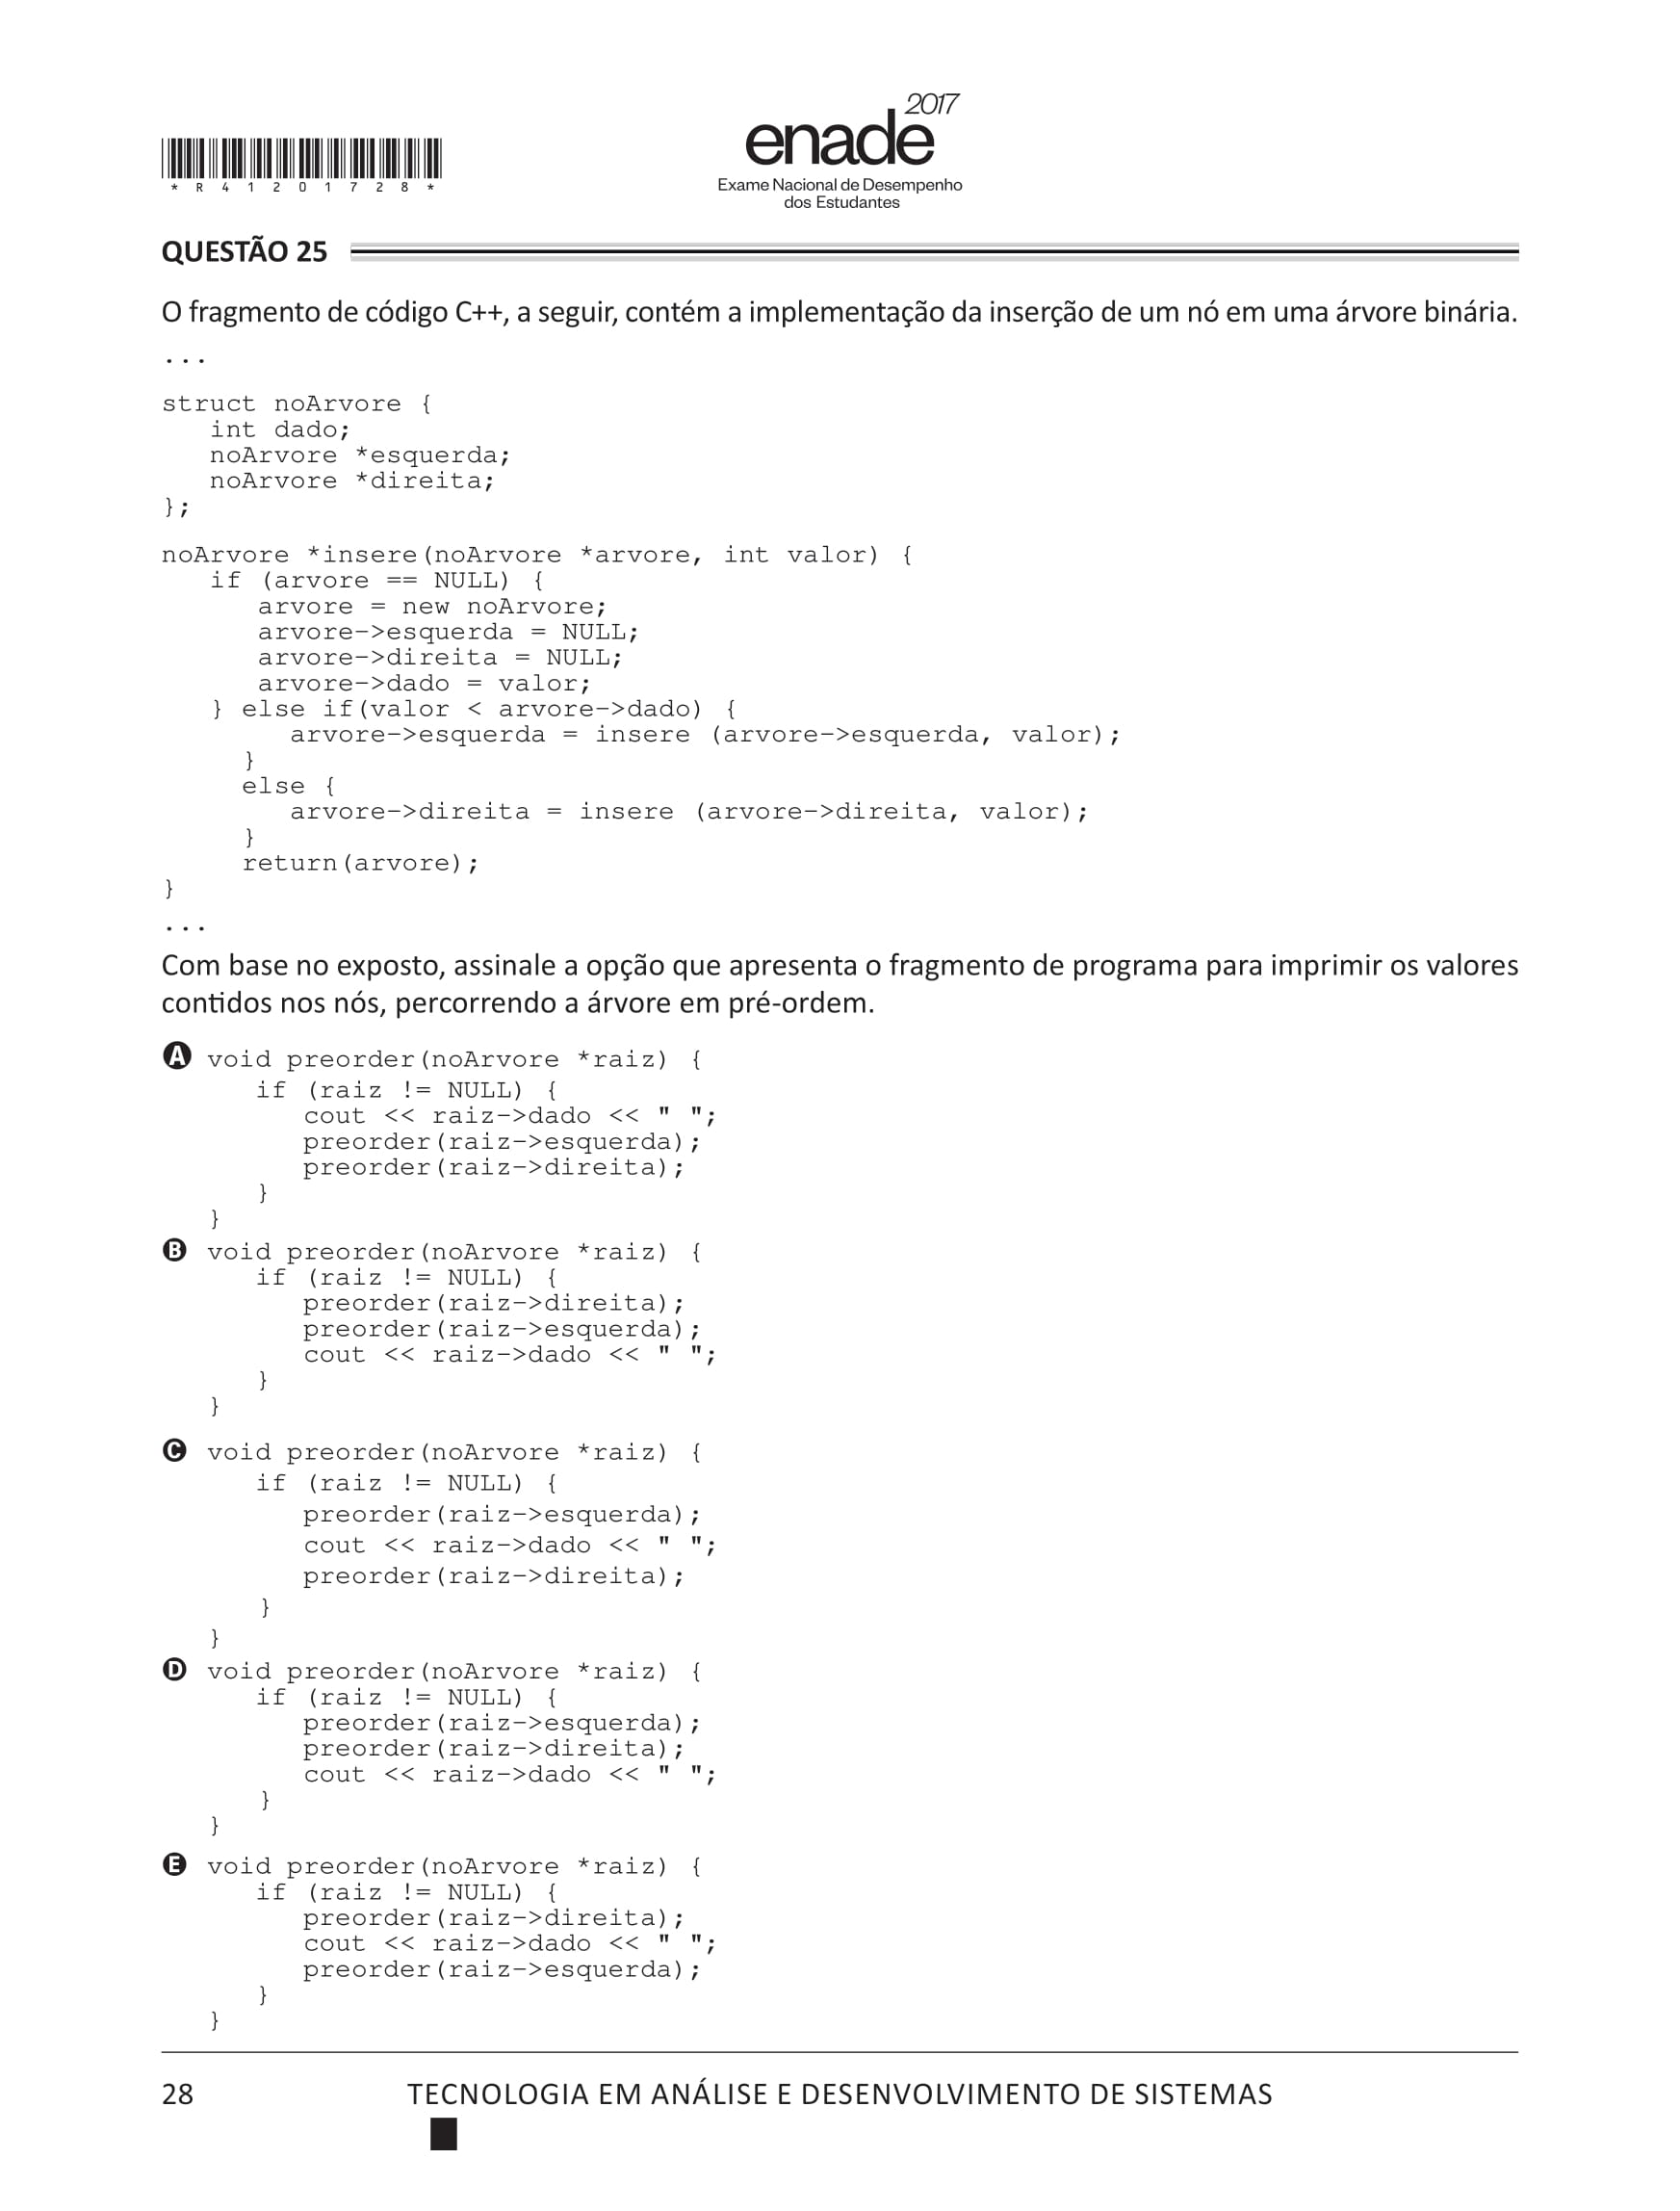 2017
enade
Exame Nacional de Desempenho
dos Estudantes
*R41201728*
QUESTÃO 25
O fragmento de código C++, a seguir, contém a implementação da inserção de um nó em uma árvore binária.
...
struct noArvore {
   int dado;
   noArvore *esquerda;
   noArvore *direita;
};
noArvore *insere(noArvore *arvore, int valor) {
   if (arvore == NULL) {
      arvore = new noArvore;
      arvore->esquerda = NULL;
      arvore->direita = NULL;
      arvore->dado = valor;
   } else if(valor < arvore->dado) {
        arvore->esquerda = insere (arvore->esquerda, valor);
     }
     else {
        arvore->direita = insere (arvore->direita, valor);
     }
     return(arvore);
}
...
Com base no exposto, assinale a opção que apresenta o fragmento de programa para imprimir os valores
contidos nos nós, percorrendo a árvore em pré-ordem.
A void preorder(noArvore *raiz) {
   if (raiz != NULL) {
      cout << raiz->dado << " ";
      preorder(raiz->esquerda);
      preorder(raiz->direita);
   }
}
B void preorder(noArvore *raiz) {
   if (raiz != NULL) {
      preorder(raiz->direita);
      preorder(raiz->esquerda);
      cout << raiz->dado << " ";
   }
}
C void preorder(noArvore *raiz) {
   if (raiz != NULL) {
      preorder(raiz->esquerda);
      cout << raiz->dado << " ";
      preorder(raiz->direita);
   }
}
D void preorder(noArvore *raiz) {
   if (raiz != NULL) {
      preorder(raiz->esquerda);
      preorder(raiz->direita);
      cout << raiz->dado << " ";
   }
}
E void preorder(noArvore *raiz) {
   if (raiz != NULL) {
      preorder(raiz->direita);
      cout << raiz->dado << " ";
      preorder(raiz->esquerda);
   }
}
28 TECNOLOGIA EM ANÁLISE E DESENVOLVIMENTO DE SISTEMAS